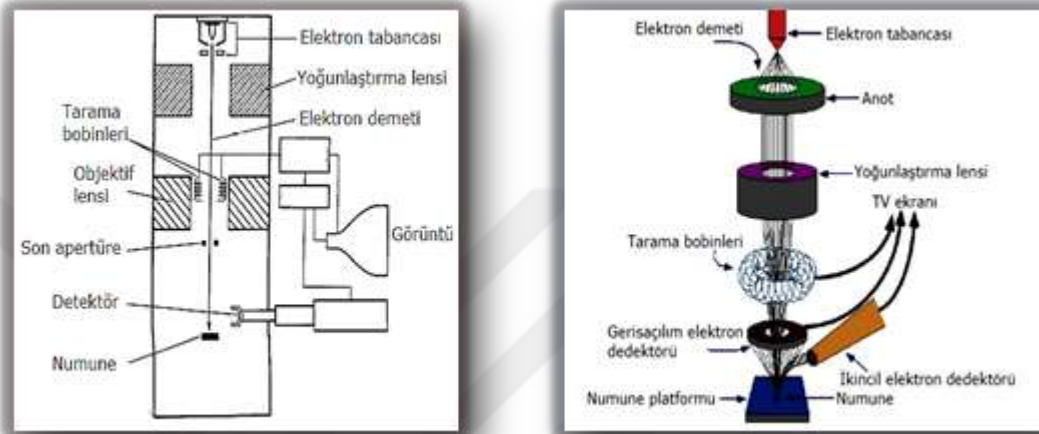 Elektron tabancası
Yoğunlaştırma lensi
Elektron demeti
Tarama
bobinleri
Objektif
lensi
Son apertüre
Görüntü
Detektör
Numune
Elektron demeti
Elektron tabancası
Anot
Yoğunlaştırma lensi
TV ekranı
Tarama bobinleri
Gerisaçılım elektron
dedektörü
İkincil elektron dedektörü
Numune platformu
Numune